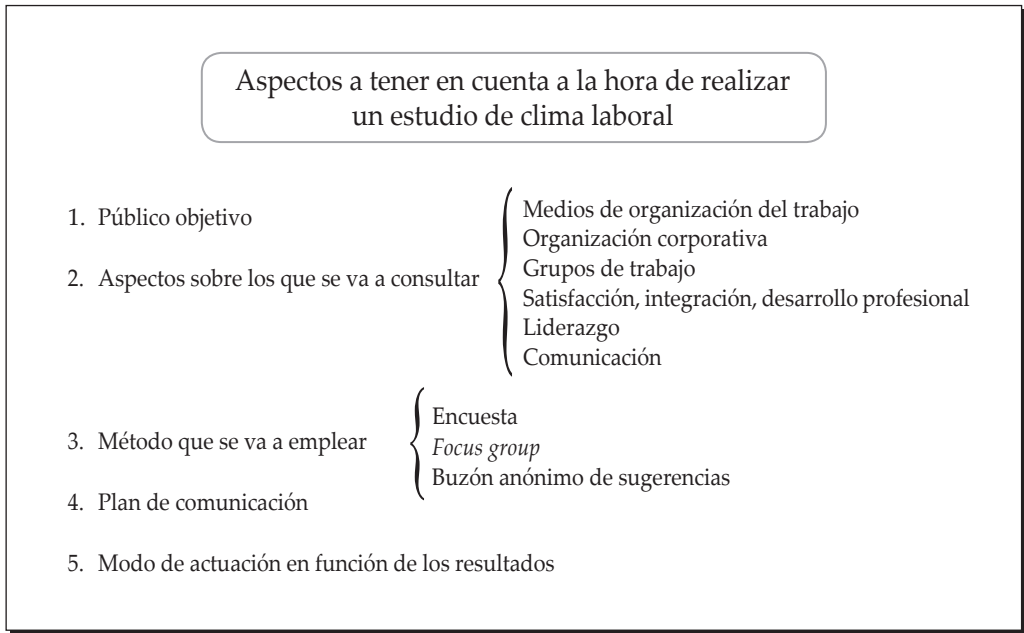 Aspectos a tener en cuenta a la hora de realizar
un estudio de clima laboral
1. Público objetivo
2. Aspectos sobre los que se va a consultar
Medios de organización del trabajo
Organización corporativa
Grupos de trabajo
Satisfacción, integración, desarrollo profesional
Liderazgo
Comunicación
3. Método que se va a emplear
Encuesta
Focus group
Buzón anónimo de sugerencias
4. Plan de comunicación
5. Modo de actuación en función de los resultados